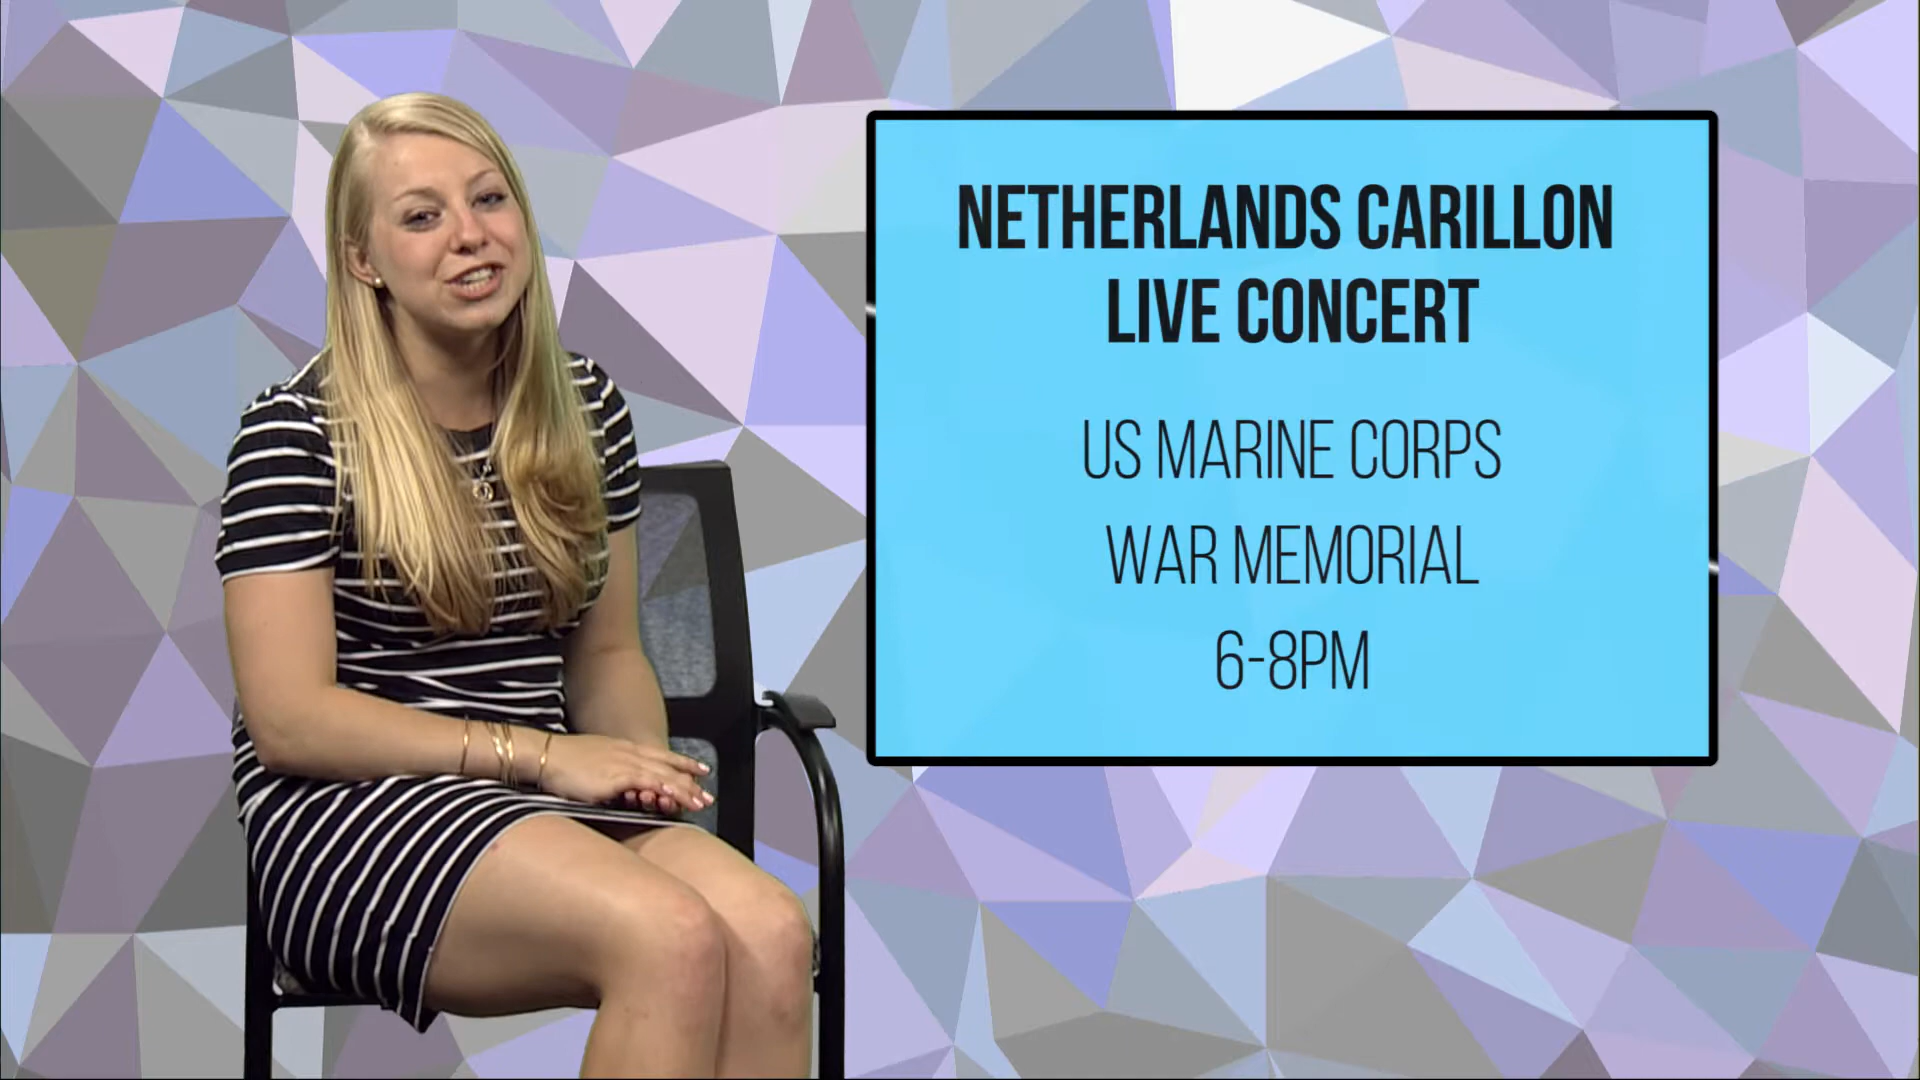 NETHERLANDS CARILLON
LIVE CONCERT
US MARINE CORPS
WAR MEMORIAL
6-8PM